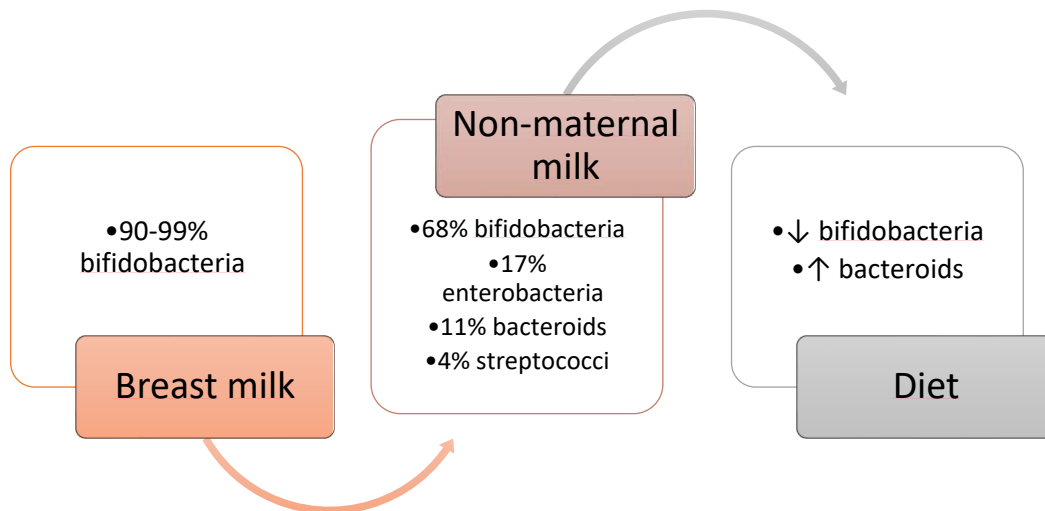 •90-99%
bifidobacteria
Breast milk
Non-maternal
milk
•68% bifidobacteria
•17%
enterobacteria
•11% bacteroids
•4% streptococci
•↓ bifidobacteria
•↑ bacteroids
Diet